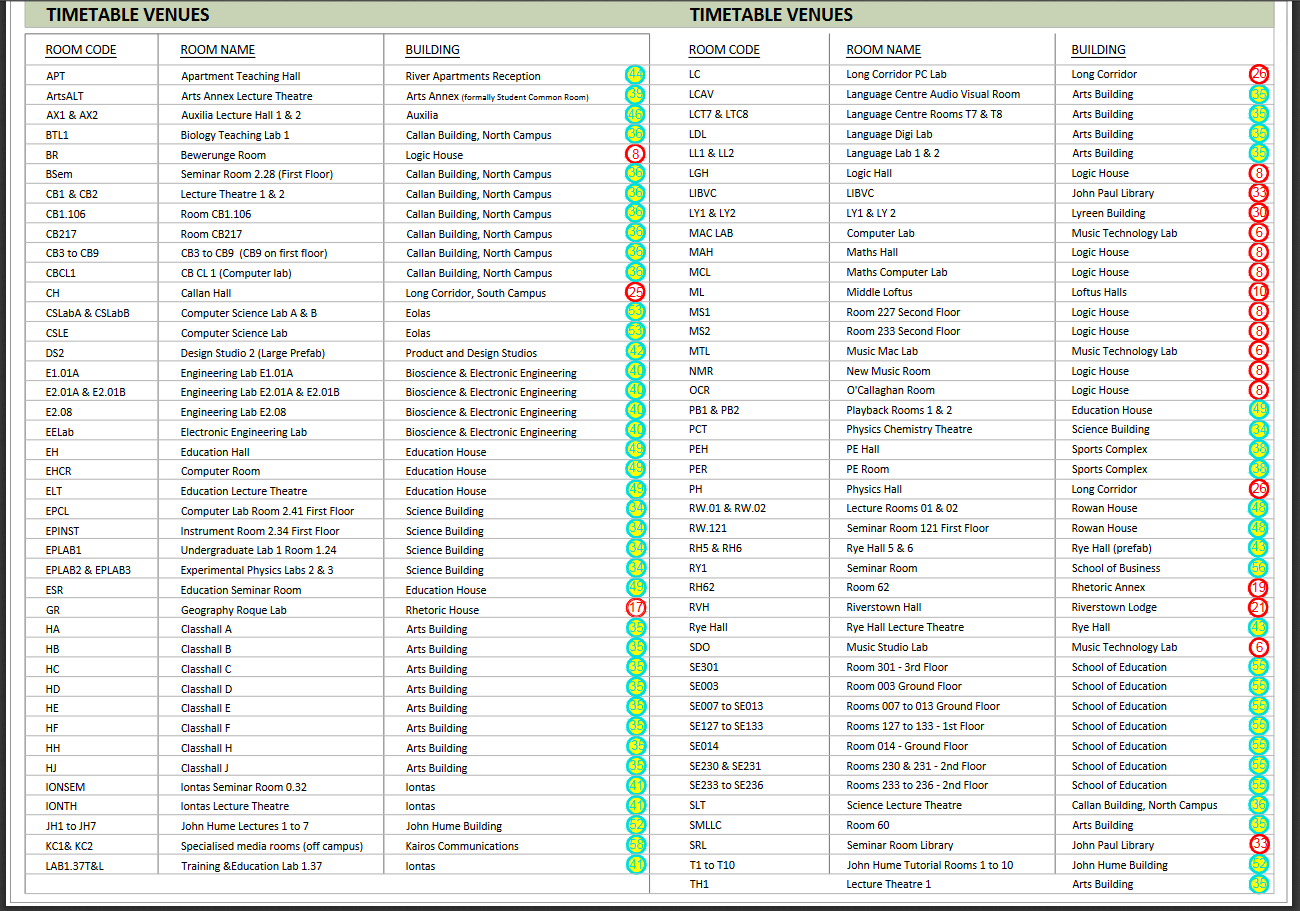 TIMETABLE VENUES
ROOM CODE ROOM NAME BUILDING
APT Apartment Teaching Hall River Apartments Reception 44
ArtsALT Arts Annex Lecture Theatre Arts Annex (formally Student Common Room) 39
AX1 & AX2 Auxilia Lecture Hall 1 & 2 Auxilia 46
BTL1 Biology Teaching Lab 1 Callan Building, North Campus 36
BR Bewerunge Room Logic House 8
BSem Seminar Room 2.28 (First Floor) Callan Building, North Campus 36
CB1 & CB2 Lecture Theatre 1 & 2 Callan Building, North Campus 36
CB1.106 Room CB1.106 Callan Building, North Campus 36
CB217 Room CB217 Callan Building, North Campus 36
CB3 to CB9 CB3 to CB9 (CB9 on first floor) Callan Building, North Campus 36
CBCL1 CB CL 1 (Computer lab) Callan Building, North Campus 36
CH Callan Hall Long Corridor, South Campus 25
CSLabA & CSLabB Computer Science Lab A & B Eolas 53
CSLE Computer Science Lab Eolas 53
DS2 Design Studio 2 (Large Prefab) Product and Design Studios 42
E1.01A Engineering Lab E1.01A Bioscience & Electronic Engineering 40
E2.01A & E2.01B Engineering Lab E2.01A & E2.01B Bioscience & Electronic Engineering 40
E2.08 Engineering Lab E2.08 Bioscience & Electronic Engineering 40
EELab Electronic Engineering Lab Bioscience & Electronic Engineering 40
EH Education Hall Education House 49
EHCR Computer Room Education House 49
ELT Education Lecture Theatre Education House 49
EPCL Computer Lab Room 2.41 First Floor Science Building 34
EPINST Instrument Room 2.34 First Floor Science Building 34
EPLAB1 Undergraduate Lab 1 Room 1.24 Science Building 34
EPLAB2 & EPLAB3 Experimental Physics Labs 2 & 3 Science Building 34
ESR Education Seminar Room Education House 49
GR Geography Roque Lab Rhetoric House 17
HA Classhall A Arts Building 35
HB Classhall B Arts Building 35
HC Classhall C Arts Building 35
HD Classhall D Arts Building 35
HE Classhall E Arts Building 35
HF Classhall F Arts Building 35
HH Classhall H Arts Building 35
HJ Classhall J Arts Building 35
IONSEM Iontas Seminar Room 0.32 Iontas 41
IONTH Iontas Lecture Theatre Iontas 41
JH1 to JH7 John Hume Lectures 1 to 7 John Hume Building 52
KC1& KC2 Specialised media rooms (off campus) Kairos Communications 58
LAB1.37T&L Training &Education Lab 1.37 Iontas 41
TIMETABLE VENUES
ROOM CODE ROOM NAME BUILDING
LC Long Corridor PC Lab Long Corridor 26
LCAV Language Centre Audio Visual Room Arts Building 35
LCT7 & LTC8 Language Centre Rooms T7 & T8 Arts Building 35
LDL Language Digi Lab Arts Building 35
LL1 & LL2 Language Lab 1 & 2 Arts Building 35
LGH Logic Hall Logic House 8
LIBVC LIBVC John Paul Library 33
LY1 & LY2 LY1 & LY 2 Lyreen Building 30
MAC LAB Computer Lab Music Technology Lab 6
MAH Maths Hall Logic House 8
MCL Maths Computer Lab Logic House 8
ML Middle Loftus Loftus Halls 10
MS1 Room 227 Second Floor Logic House 8
MS2 Room 233 Second Floor Logic House 8
MTL Music Mac Lab Music Technology Lab 6
NMR New Music Room Logic House 8
OCR O'Callaghan Room Logic House 8
PB1 & PB2 Playback Rooms 1 & 2 Education House 49
PCT Physics Chemistry Theatre Science Building 34
PEH PE Hall Sports Complex 38
PER PE Room Sports Complex 38
PH Physics Hall Long Corridor 26
RW.01 & RW.02 Lecture Rooms 01 & 02 Rowan House 48
RW.121 Seminar Room 121 First Floor Rowan House 48
RH5 & RH6 Rye Hall 5 & 6 Rye Hall (prefab) 43
RY1 Seminar Room School of Business 56
RH62 Room 62 Rhetoric Annex 19
RVH Riverstown Hall Riverstown Lodge 21
Rye Hall Rye Hall Lecture Theatre Rye Hall 43
SDO Music Studio Lab Music Technology Lab 6
SE301 Room 301 - 3rd Floor School of Education 55
SE003 Room 003 Ground Floor School of Education 55
SE007 to SE013 Rooms 007 to 013 Ground Floor School of Education 55
SE127 to SE133 Rooms 127 to 133 - 1st Floor School of Education 55
SE014 Room 014 - Ground Floor School of Education 55
SE230 & SE231 Rooms 230 & 231 - 2nd Floor School of Education 55
SE233 to SE236 Rooms 233 to 236 - 2nd Floor School of Education 55
SLT Science Lecture Theatre Callan Building, North Campus 36
SMLLC Room 60 Arts Building 35
SRL Seminar Room Library John Paul Library 33
T1 to T10 John Hume Tutorial Rooms 1 to 10 John Hume Building 52
TH1 Lecture Theatre 1 Arts Building 35